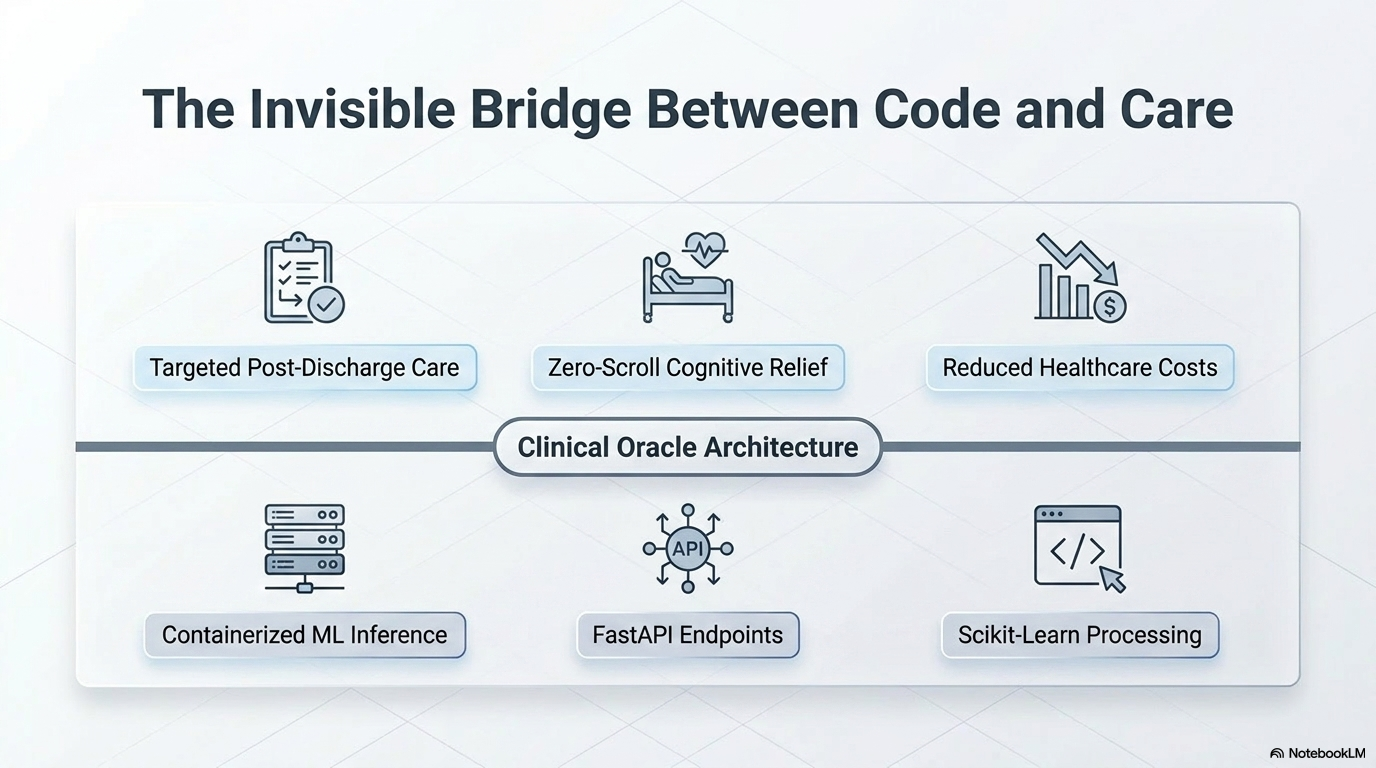 The Invisible Bridge Between Code and Care
$
Targeted Post-Discharge Care
Zero-Scroll Cognitive Relief
Reduced Healthcare Costs
Clinical Oracle Architecture
API
</>
Containerized ML Inference
FastAPI Endpoints
Scikit-Learn Processing
NotebookLM